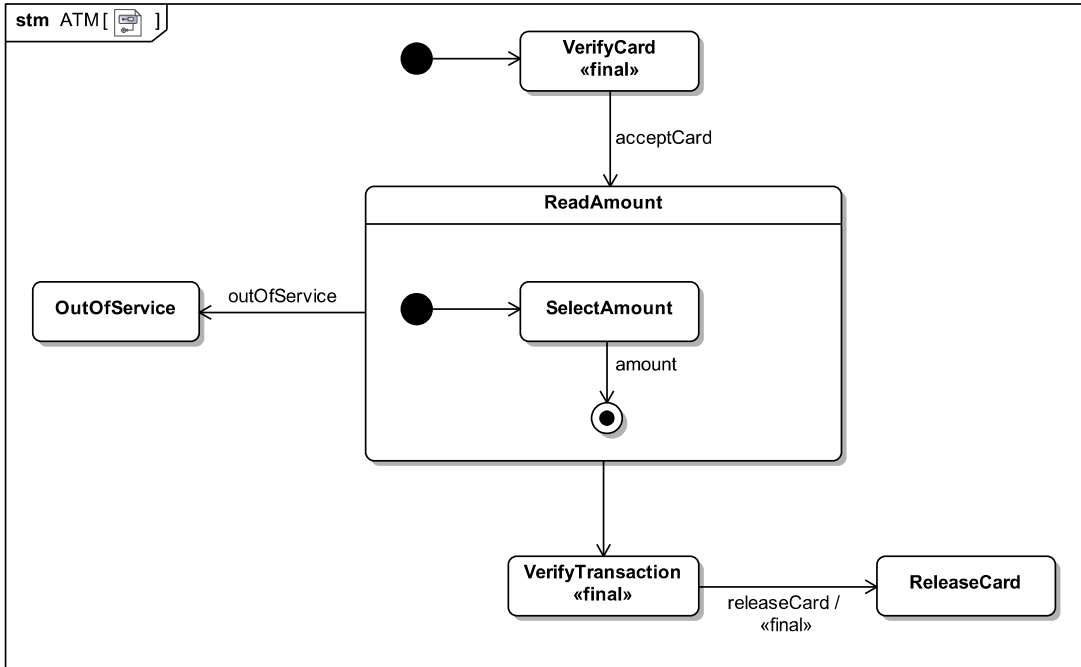 stm ATM [ ]
VerifyCard
«final»
acceptCard
ReadAmount
OutOfService
outOfService
SelectAmount
amount
VerifyTransaction
«final»
releaseCard /
«final»
ReleaseCard